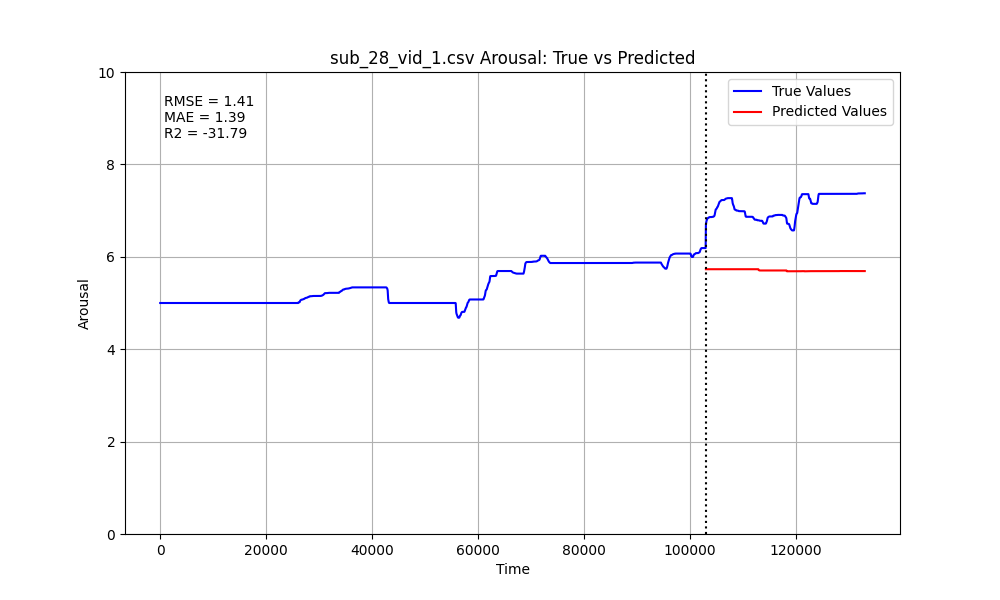 sub_28_vid_1.csv Arousal: True vs Predicted
RMSE = 1.41
MAE = 1.39
R2 = -31.79
True Values
Predicted Values
10
8
6
4
2
0
Arousal
0
20000
40000
60000
80000
100000
120000
Time